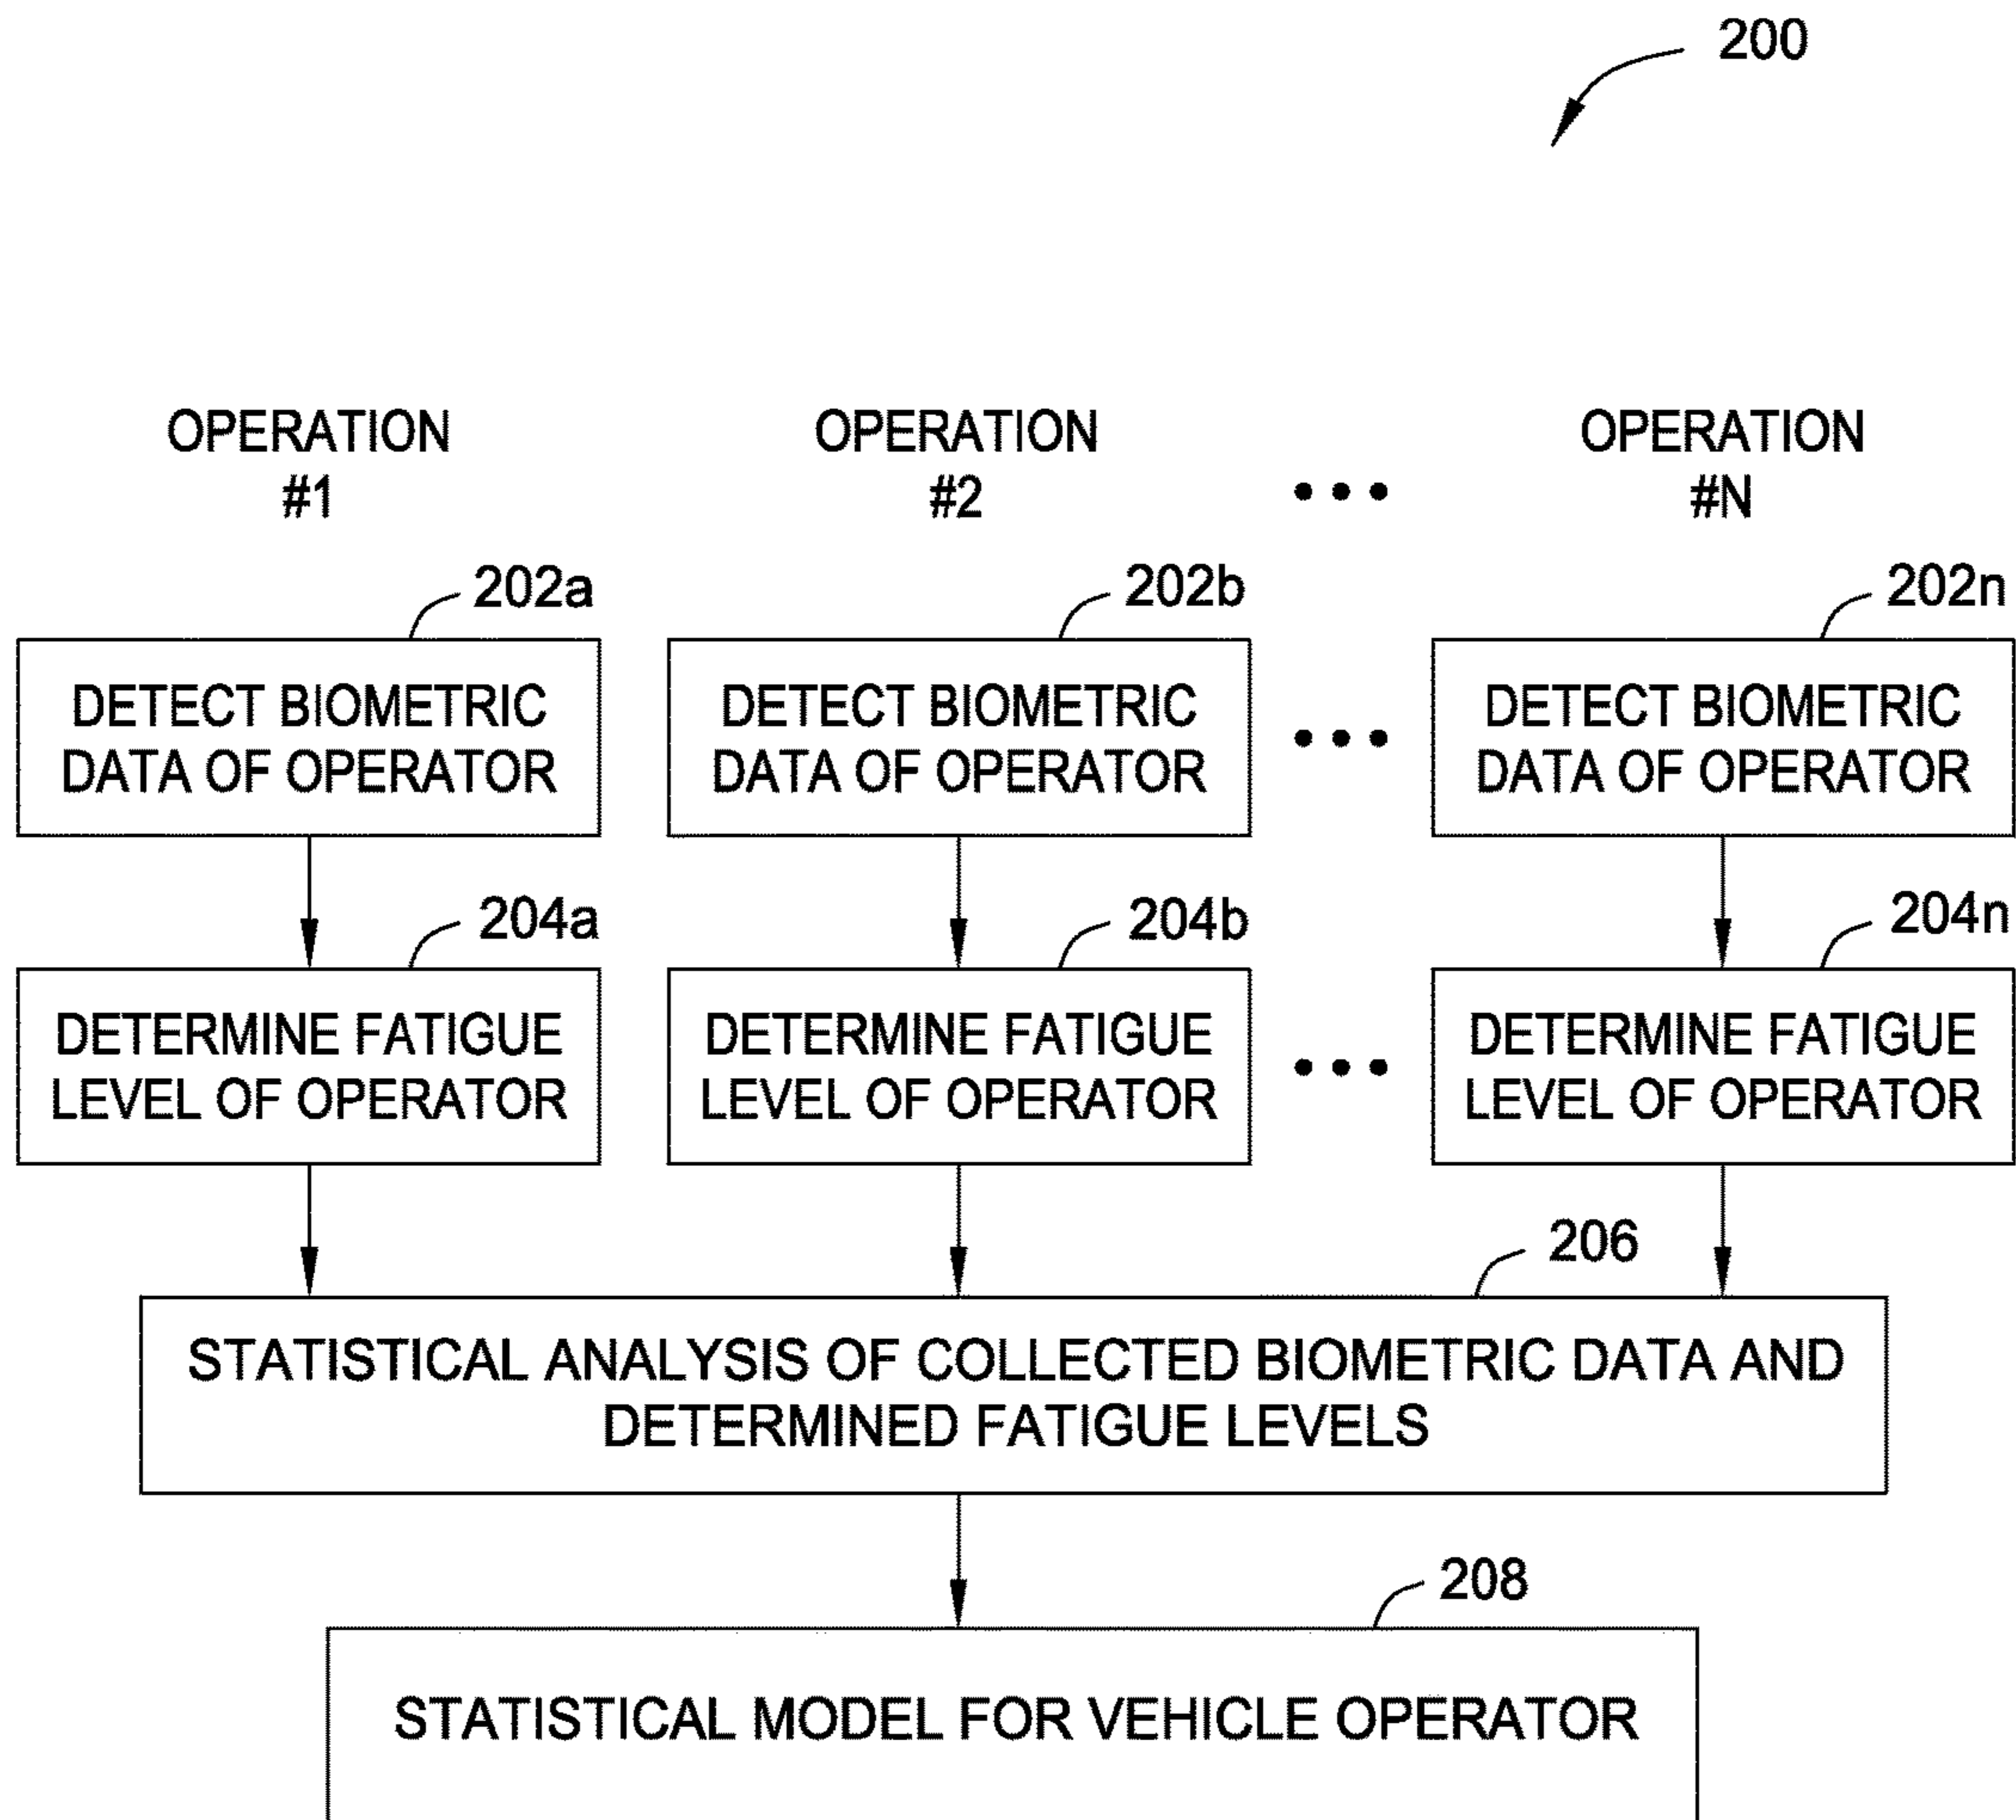 200
OPERATION
#1
OPERATION
#2
OPERATION
#N
202a
202b
202n
DETECT BIOMETRIC
DATA OF OPERATOR
DETECT BIOMETRIC
DATA OF OPERATOR
DETECT BIOMETRIC
DATA OF OPERATOR
204a
204b
204n
DETERMINE FATIGUE
LEVEL OF OPERATOR
DETERMINE FATIGUE
LEVEL OF OPERATOR
DETERMINE FATIGUE
LEVEL OF OPERATOR
206
STATISTICAL ANALYSIS OF COLLECTED BIOMETRIC DATA AND
DETERMINED FATIGUE LEVELS
208
STATISTICAL MODEL FOR VEHICLE OPERATOR